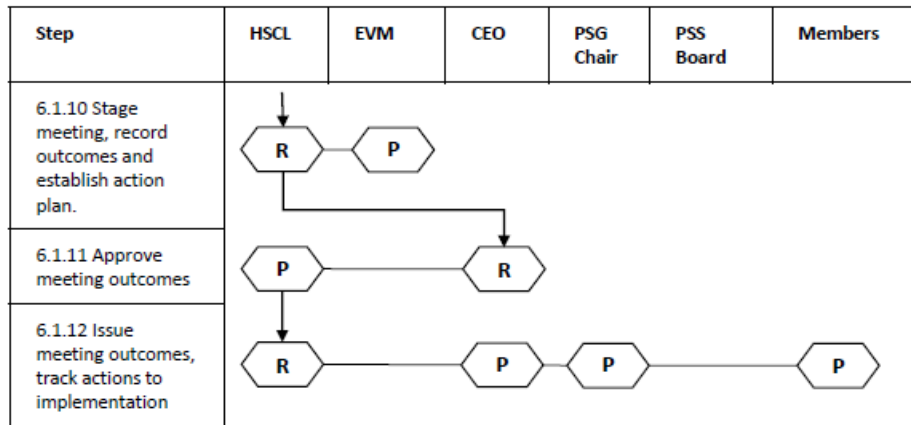 Step
HSCL
EVM
CEO
PSG
Chair
PSS
Board
Members
6.1.10 Stage
meeting, record
outcomes and
establish action
plan.
R
P
6.1.11 Approve
meeting outcomes
P
R
6.1.12 Issue
meeting outcomes,
track actions to
implementation
R
P
P
P